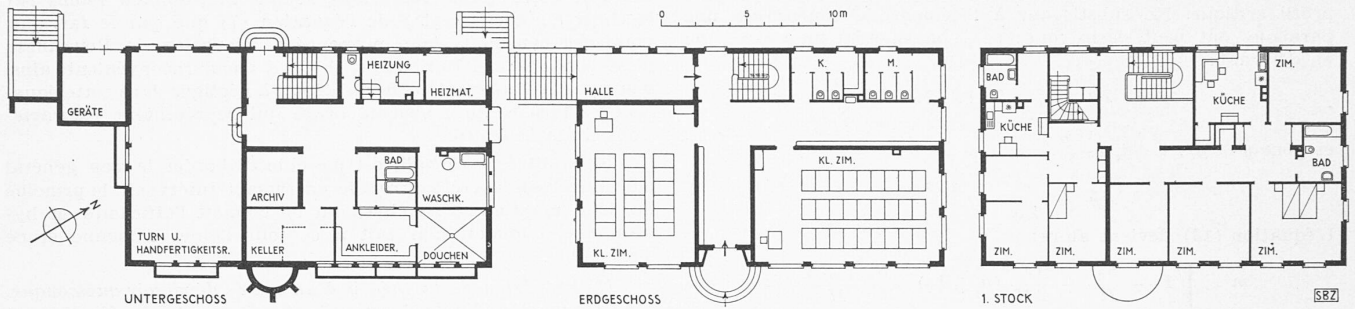 0 5 10 m
GERÄTE
HEIZUNG
HEIZMAT.
ARCHIV
BAD
WASCHK.
TURN U.
HANDFERTIGKEITSR.
KELLER
ANKLEIDER.
DOUCHEN
N
UNTERGESCHOSS
HALLE
K.
M.
KL. ZIM.
KL. ZIM.
ERDGESCHOSS
BAD
KÜCHE
KÜCHE
ZIM.
BAD
ZIM.
ZIM.
ZIM.
ZIM.
ZIM.
1. STOCK
SBZ